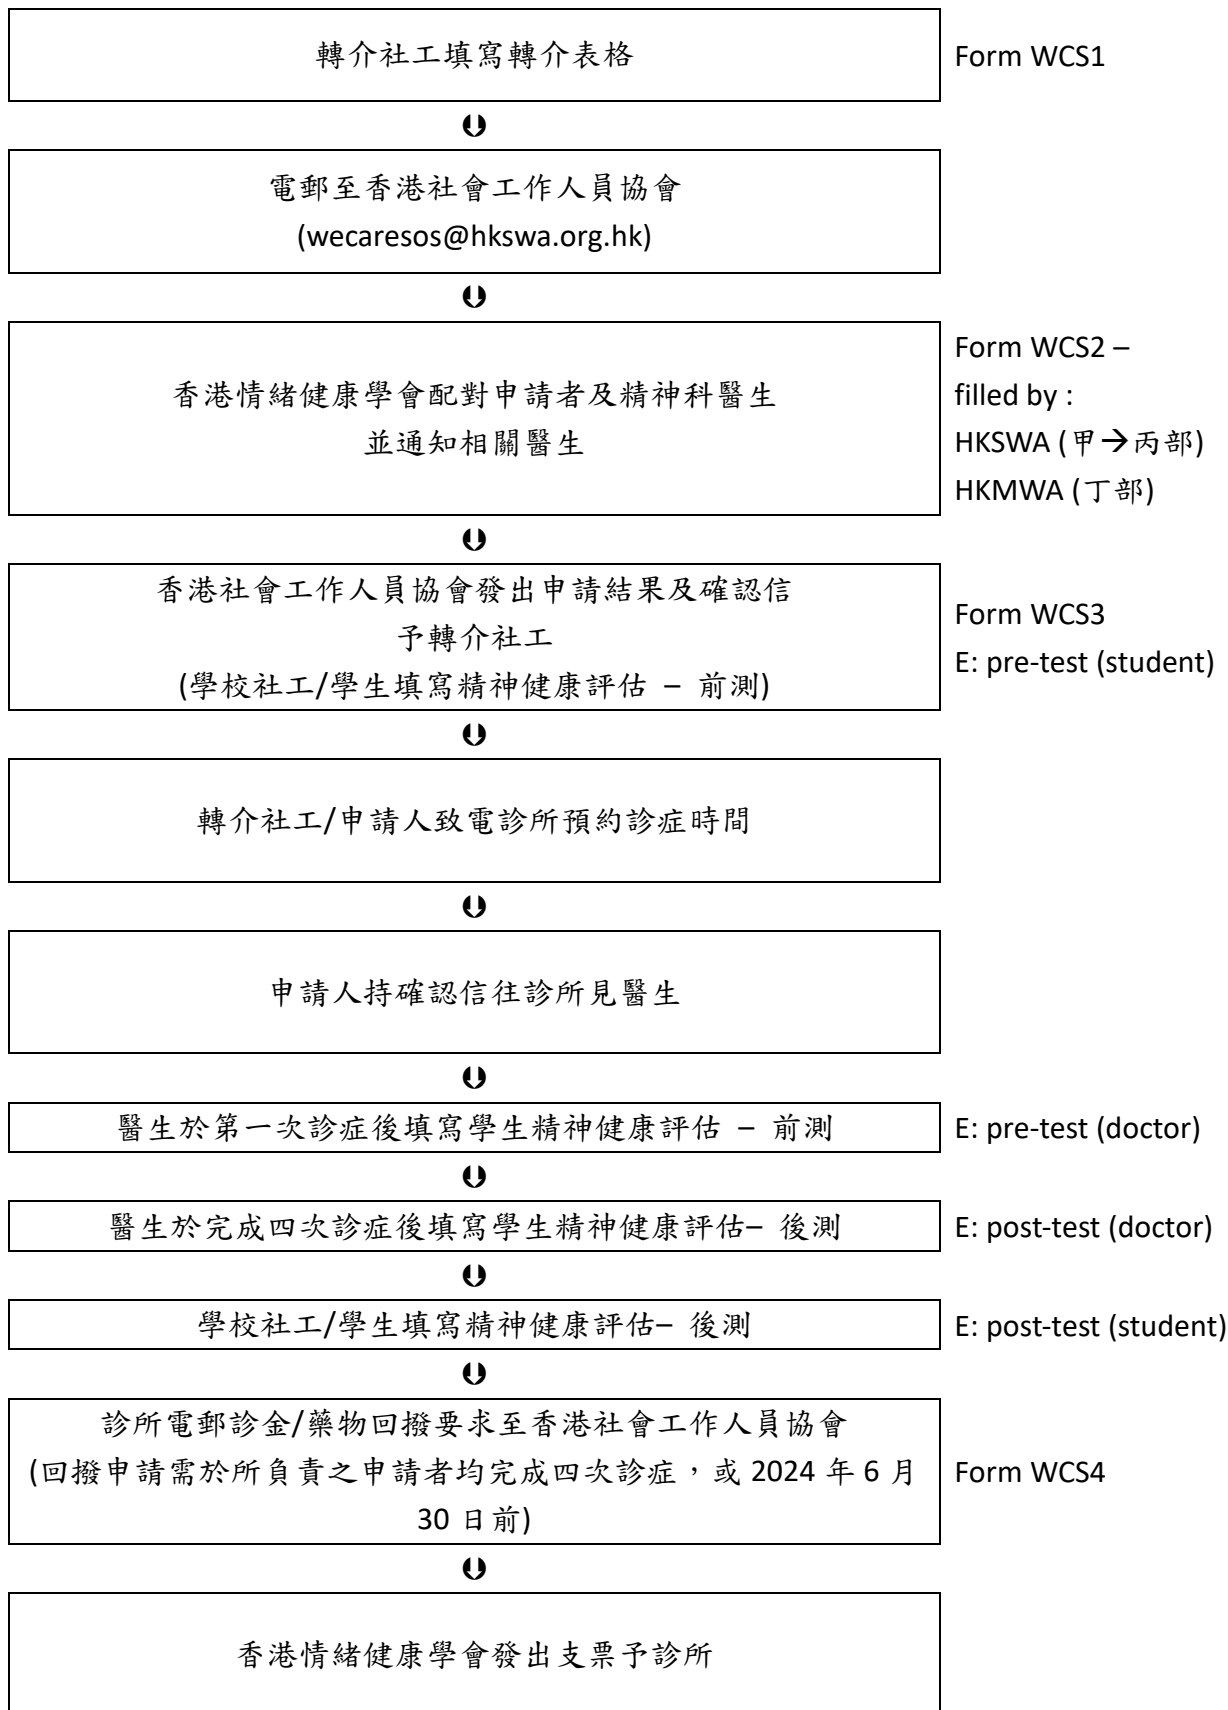 轉介社工填寫轉介表格
Form WCS1
電郵至香港社會工作人員協會
(wecaresos@hkswa.org.hk)
香港情緒健康學會配對申請者及精神科醫生
並通知相關醫生
Form WCS2 –
filled by :
HKSWA (甲→丙部)
HKMWA (丁部)
香港社會工作人員協會發出申請結果及確認信
予轉介社工
(學校社工/學生填寫精神健康評估 – 前測)
Form WCS3
E: pre-test (student)
轉介社工/申請人致電診所預約診症時間
申請人持確認信往診所見醫生
醫生於第一次診症後填寫學生精神健康評估 – 前測
E: pre-test (doctor)
醫生於完成四次診症後填寫學生精神健康評估– 後測
E: post-test (doctor)
學校社工/學生填寫精神健康評估– 後測
E: post-test (student)
診所電郵診金/藥物回撥要求至香港社會工作人員協會
(回撥申請需於所負責之申請者均完成四次診症，或 2024 年 6 月
30 日前)
Form WCS4
香港情緒健康學會發出支票予診所